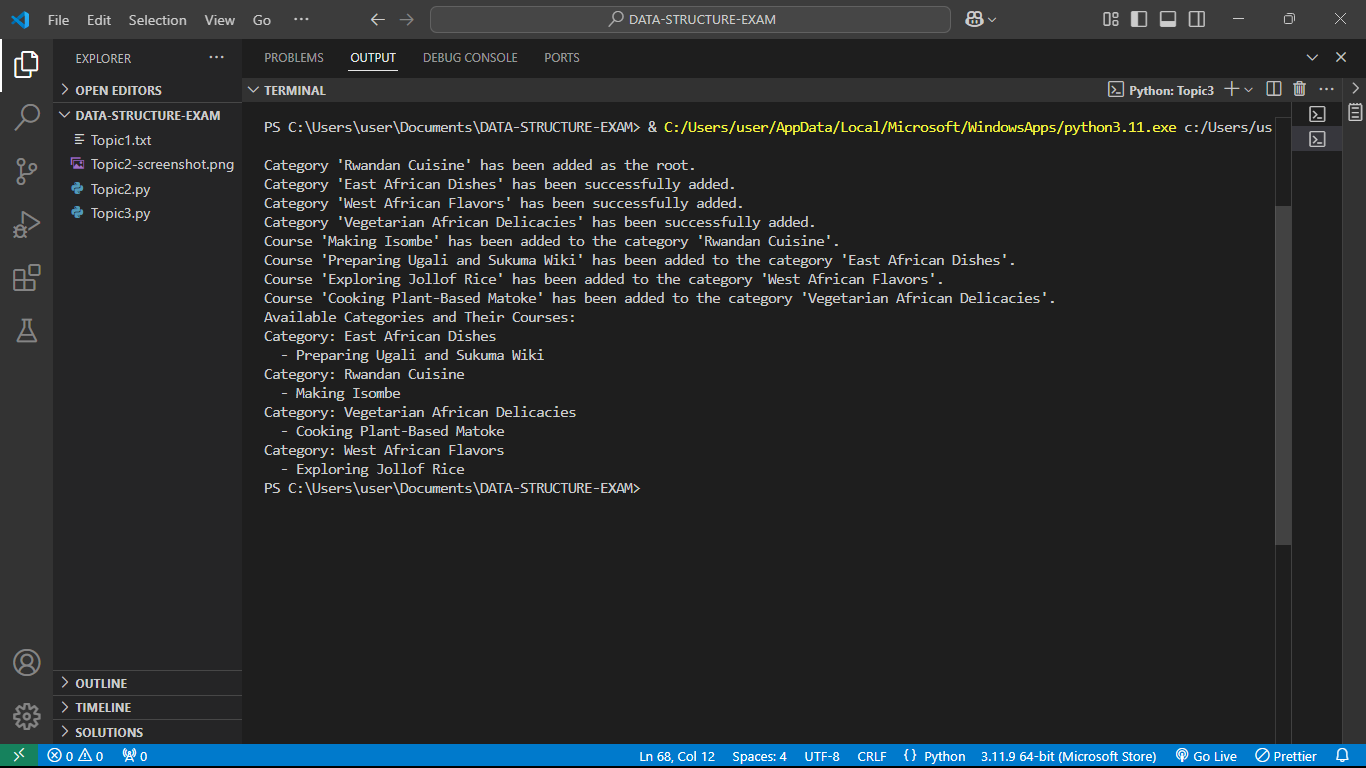 File Edit Selection View Go ··· DATA-STRUCTURE-EXAM
EXPLORER ···
OPEN EDITORS
DATA-STRUCTURE-EXAM
Topic1.txt
Topic2-screenshot.png
Topic2.py
Topic3.py
OUTLINE
TIMELINE
SOLUTIONS
PROBLEMS OUTPUT DEBUG CONSOLE PORTS
TERMINAL Python: Topic3 ···
PS C:\Users\user\Documents\DATA-STRUCTURE-EXAM> & C:/Users/user/AppData/Local/Microsoft/WindowsApps/python3.11.exe c:/Users/us
Category 'Rwandan Cuisine' has been added as the root.
Category 'East African Dishes' has been successfully added.
Category 'West African Flavors' has been successfully added.
Category 'Vegetarian African Delicacies' has been successfully added.
Course 'Making Isombe' has been added to the category 'Rwandan Cuisine'.
Course 'Preparing Ugali and Sukuma Wiki' has been added to the category 'East African Dishes'.
Course 'Exploring Jollof Rice' has been added to the category 'West African Flavors'.
Course 'Cooking Plant-Based Matoke' has been added to the category 'Vegetarian African Delicacies'.
Available Categories and Their Courses:
Category: East African Dishes
  - Preparing Ugali and Sukuma Wiki
Category: Rwandan Cuisine
  - Making Isombe
Category: Vegetarian African Delicacies
  - Cooking Plant-Based Matoke
Category: West African Flavors
  - Exploring Jollof Rice
PS C:\Users\user\Documents\DATA-STRUCTURE-EXAM>
0 0 0 Ln 68, Col 12 Spaces: 4 UTF-8 CRLF {} Python 3.11.9 64-bit (Microsoft Store) Go Live Prettier